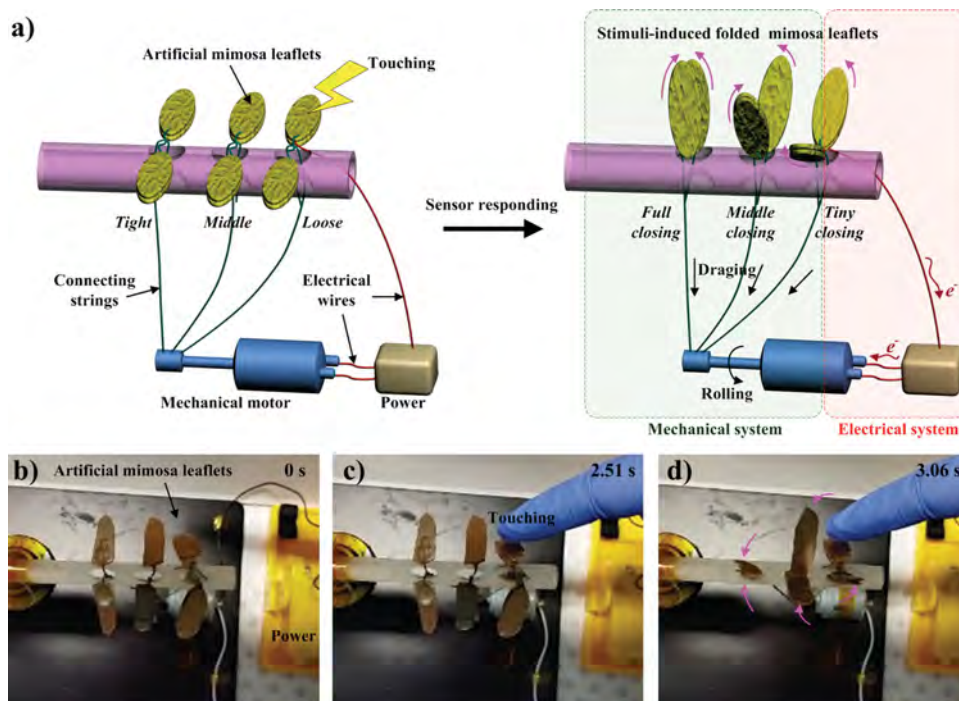 a)
Artificial mimosa leaflets
Touching
Tight
Middle
Loose
Connecting
strings
Electrical
wires
Mechanical motor
Power
Sensor responding
Stimuli-induced folded mimosa leaflets
Full
closing
Middle
closing
Tiny
closing
Draging
e-
e-
Rolling
Mechanical system
Electrical system
b)
Artificial mimosa leaflets
0 s
Power
c)
2.51 s
Touching
d)
3.06 s